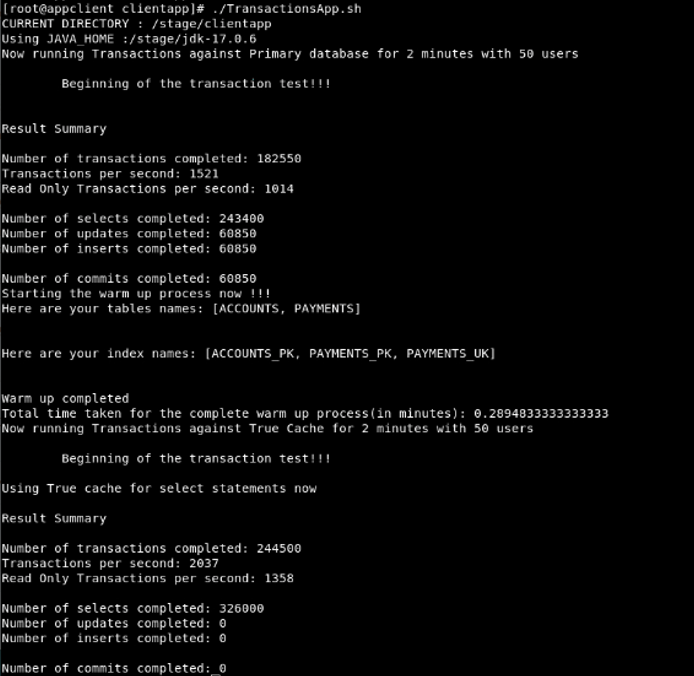 [root@appclient clientapp]# ./TransactionsApp.sh
CURRENT DIRECTORY : /stage/clientapp
Using JAVA_HOME :/stage/jdk-17.0.6
Now running Transactions against Primary database for 2 minutes with 50 users
Beginning of the transaction test!!!
Result Summary
Number of transactions completed: 182550
Transactions per second: 1521
Read Only Transactions per second: 1014
Number of selects completed: 243400
Number of updates completed: 60850
Number of inserts completed: 60850
Number of commits completed: 60850
Starting the warm up process now !!!
Here are your tables names: [ACCOUNTS, PAYMENTS]
Here are your index names: [ACCOUNTS_PK, PAYMENTS_PK, PAYMENTS_UK]
Warm up completed
Total time taken for the complete warm up process(in minutes): 0.2894833333333333
Now running Transactions against True Cache for 2 minutes with 50 users
Beginning of the transaction test!!!
Using True cache for select statements now
Result Summary
Number of transactions completed: 244500
Transactions per second: 2037
Read Only Transactions per second: 1358
Number of selects completed: 326000
Number of updates completed: 0
Number of inserts completed: 0
Number of commits completed: 0